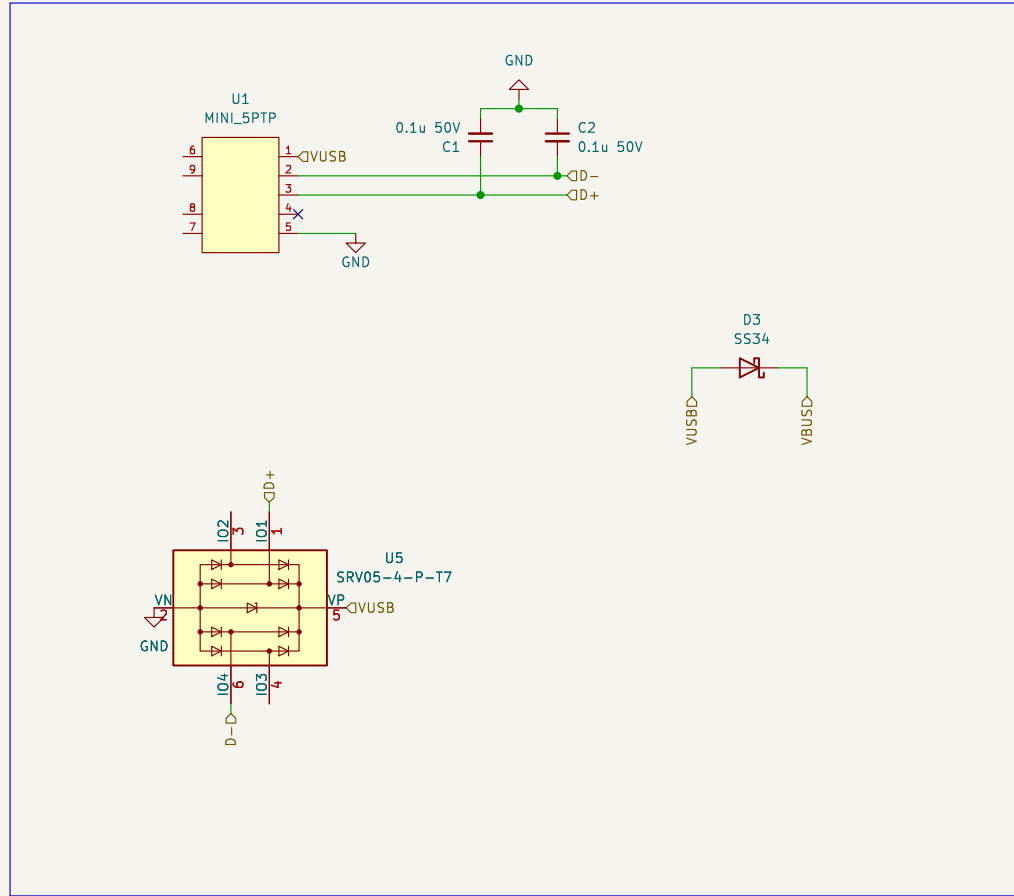 GND
U1
MINI_5PTP
0.1u 50V
C1
C2
0.1u 50V
6
9
8
7
1
2
3
4
5
VUSB
D-
D+
GND
D3
SS34
VUSB
VBUS
D+
IO2
3
IO1
1
U5
SRV05-4-P-T7
VN
2
GND
VP
5
VUSB
IO4
6
IO3
4
D-